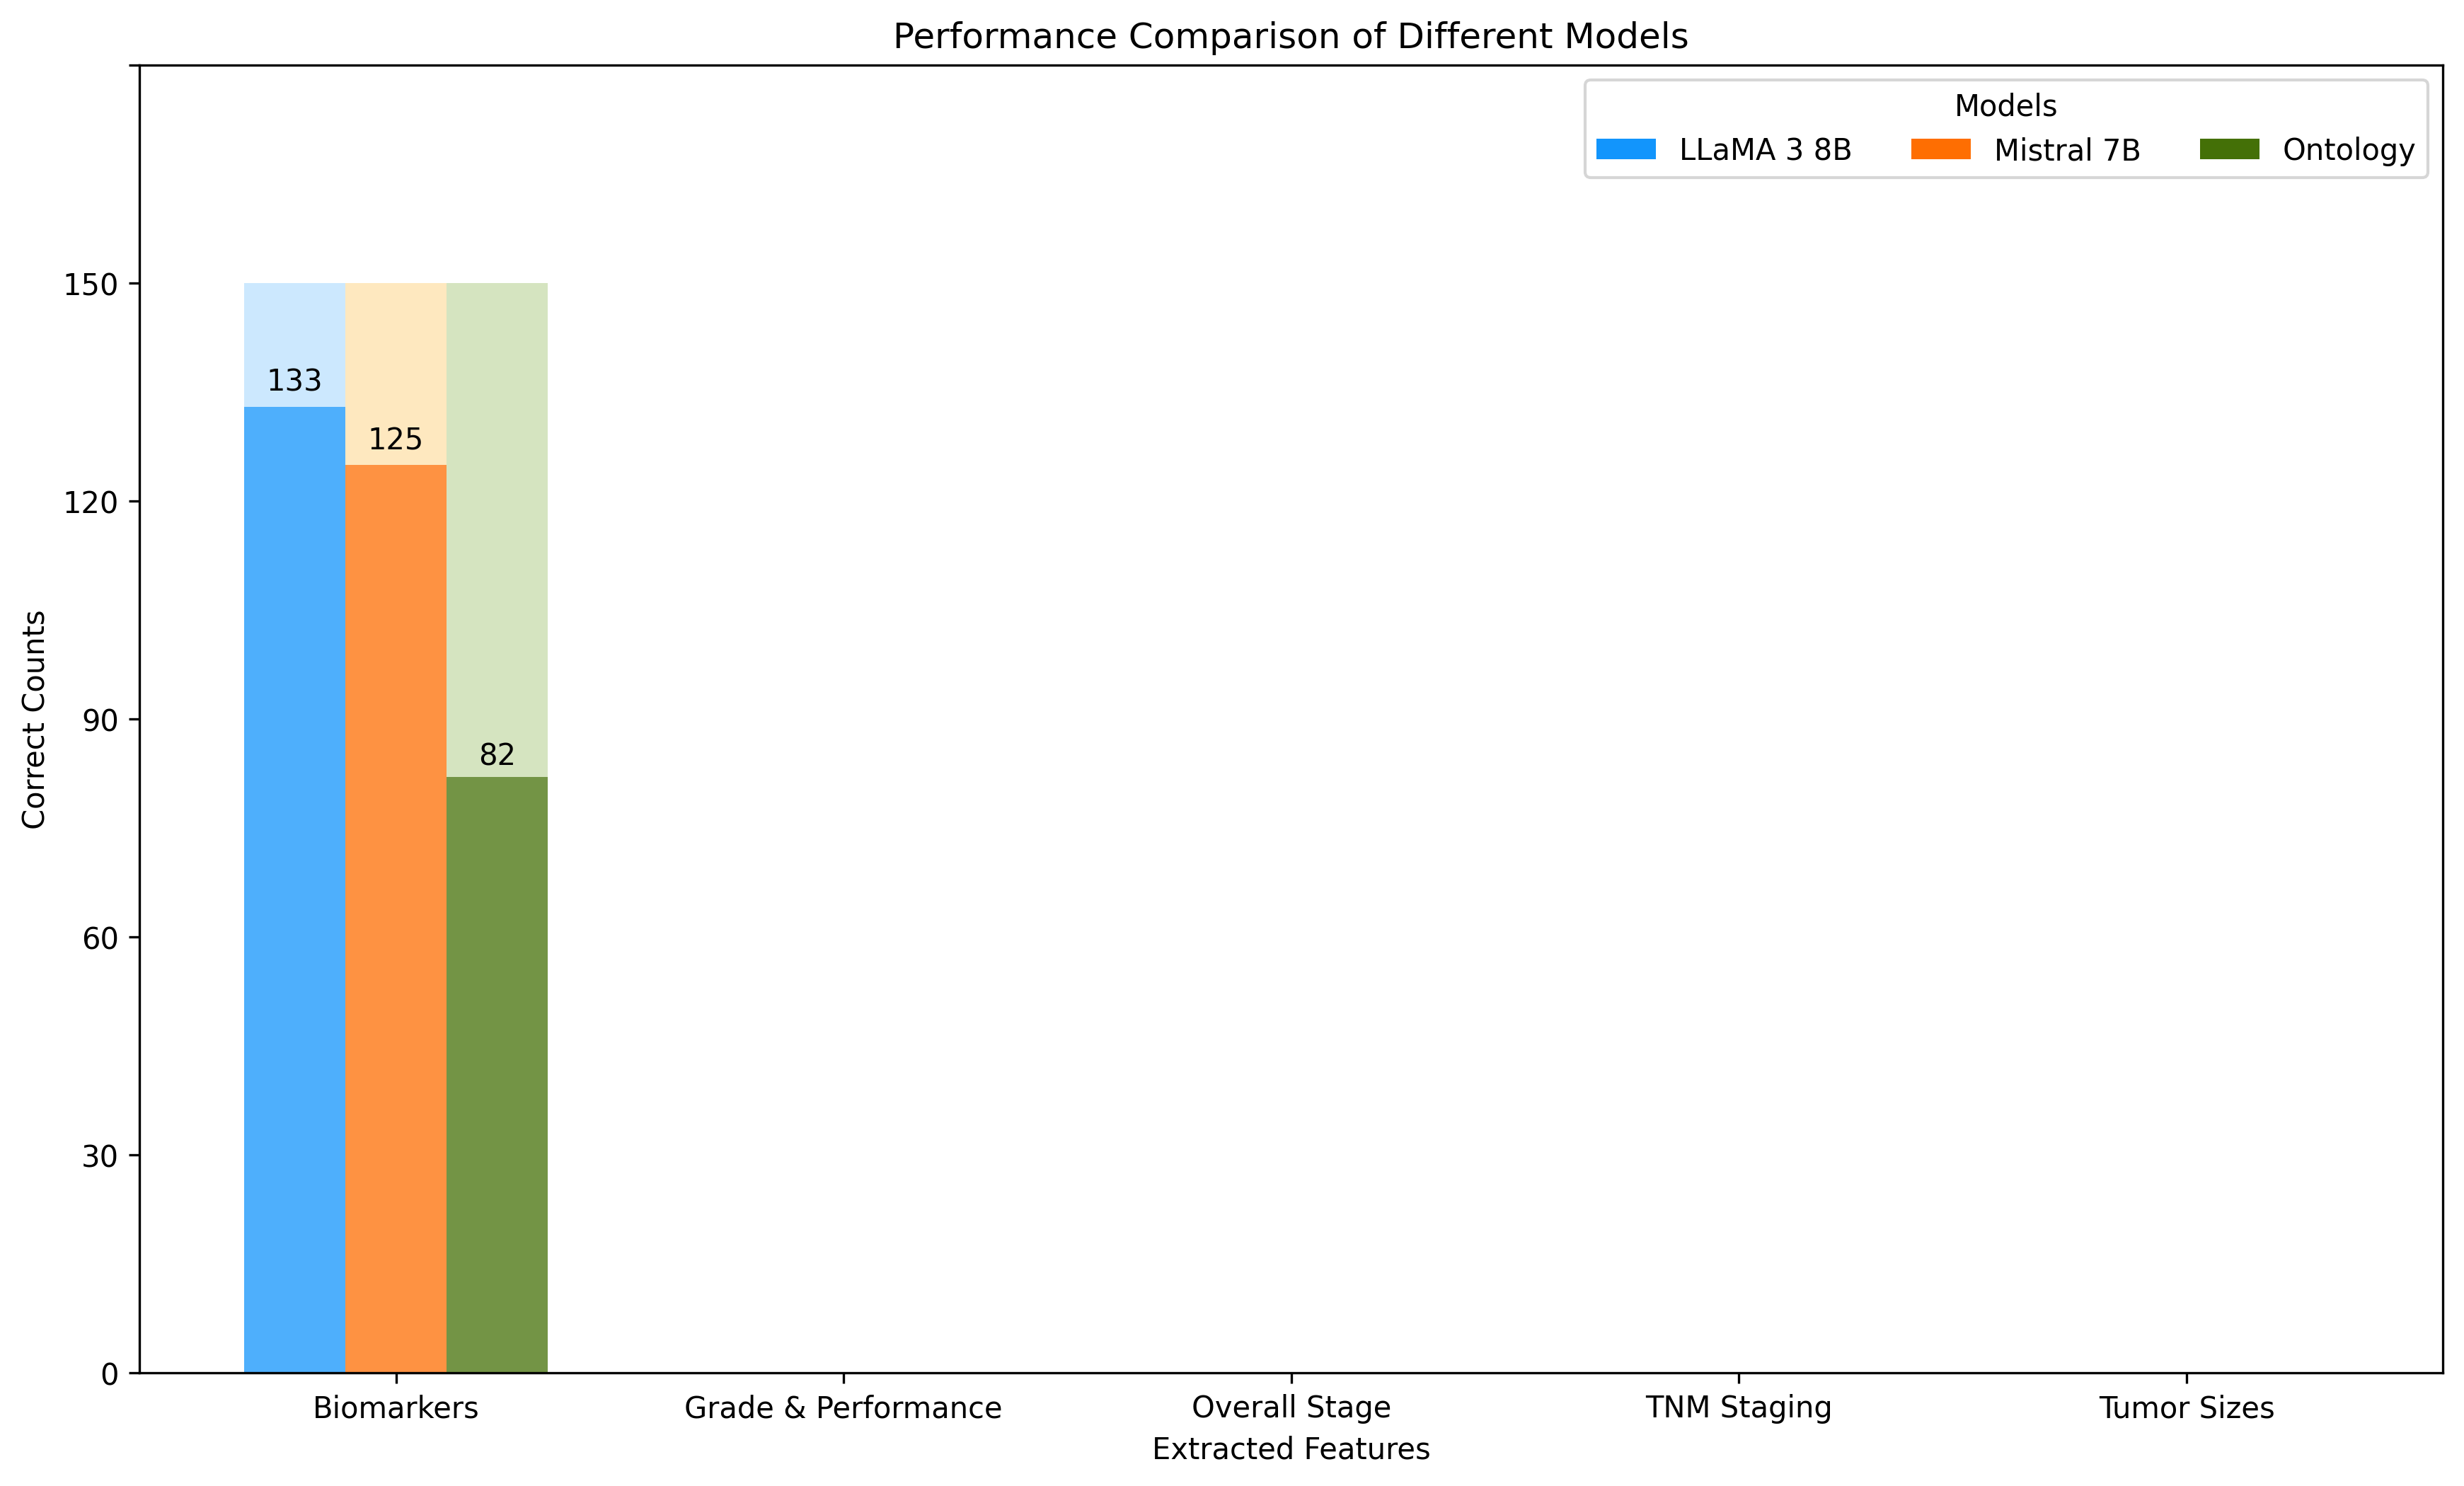 Performance Comparison of Different Models
Models
LLaMA 3 8B Mistral 7B Ontology
150
120
90
60
30
0
Correct Counts
133
125
82
Biomarkers Grade & Performance Overall Stage TNM Staging Tumor Sizes
Extracted Features